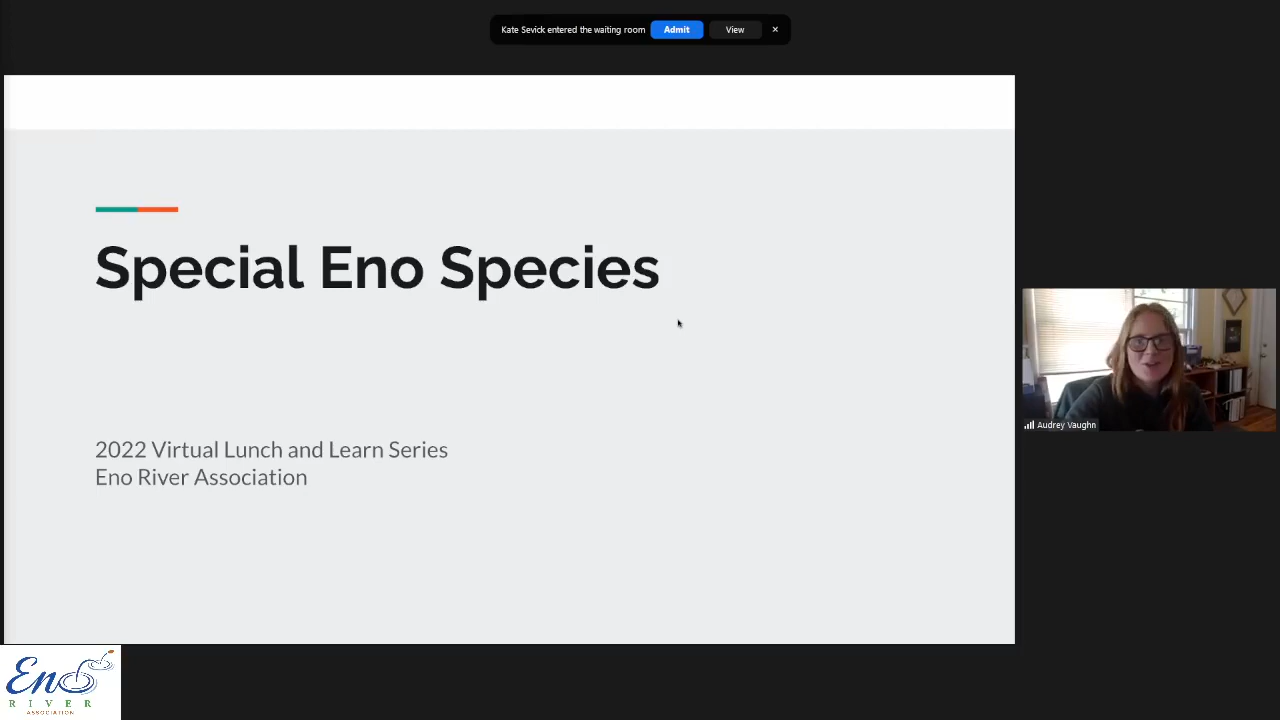 Kate Sevick entered the waiting room Admit View
Special Eno Species
2022 Virtual Lunch and Learn Series
Eno River Association
Audrey Vaughn
Eno
RIVER
ASSOCIATION